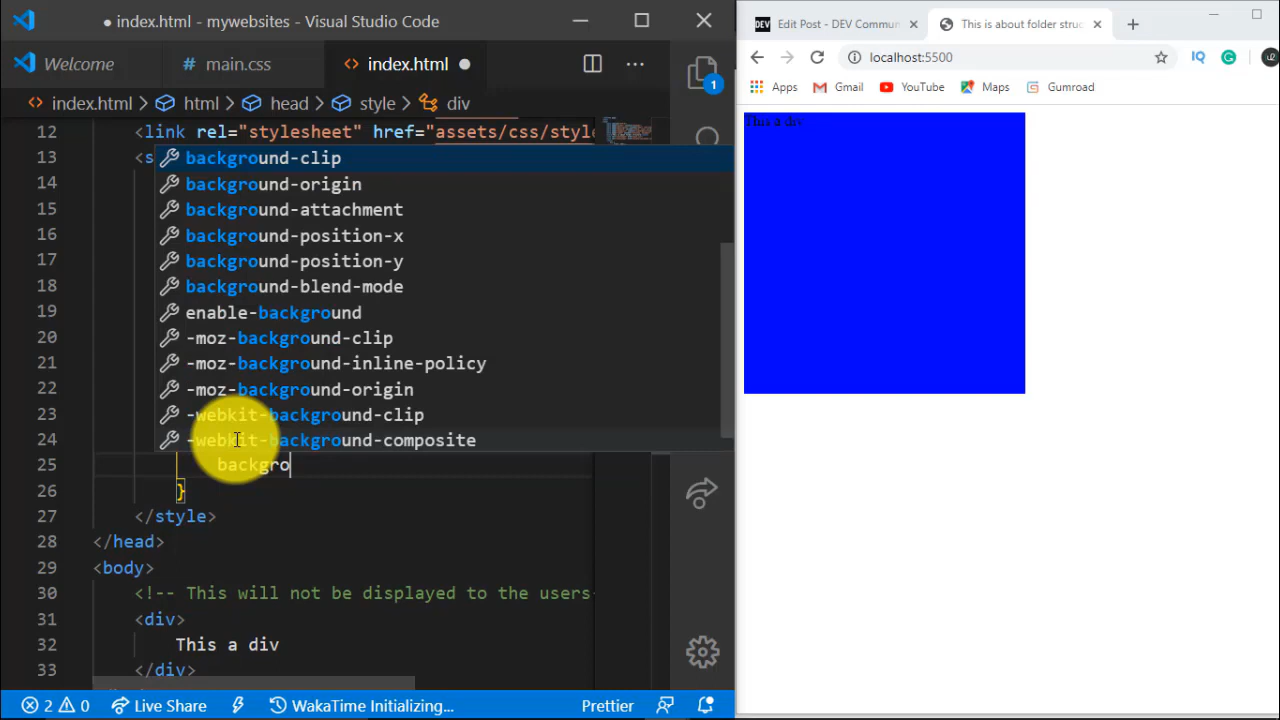 ● index.html - mywebsites - Visual Studio Code
Welcome
# main.css
<> index.html ●
<> index.html > html > head > style > div
12 <link rel="stylesheet" href="assets/css/style
13 <s
14
15
16
17
18
19
20
21
22
23
24
background-clip
background-origin
background-attachment
background-position-x
background-position-y
background-blend-mode
enable-background
-moz-background-clip
-moz-background-inline-policy
-moz-background-origin
-webkit-background-clip
-webkit-background-composite
25 backgro
26 }
27 </style>
28 </head>
29 <body>
30 <!-- This will not be displayed to the users-
31 <div>
32 This a div
33 </div>
1
2 0 Live Share WakaTime Initializing... Prettier
DEV Edit Post - DEV Commun
This is about folder struc
localhost:5500
IQ
Apps Gmail YouTube Maps Gumroad
This a div